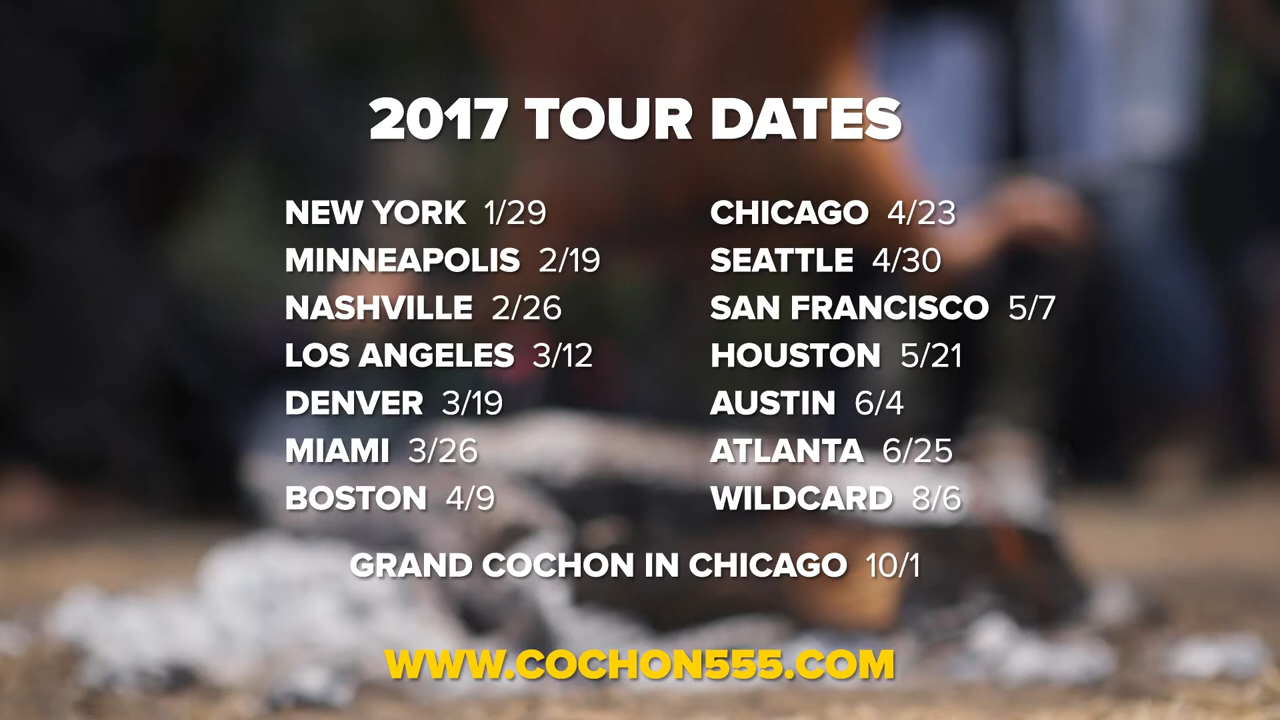 2017 TOUR DATES
NEW YORK 1/29
MINNEAPOLIS 2/19
NASHVILLE 2/26
LOS ANGELES 3/12
DENVER 3/19
MIAMI 3/26
BOSTON 4/9
CHICAGO 4/23
SEATTLE 4/30
SAN FRANCISCO 5/7
HOUSTON 5/21
AUSTIN 6/4
ATLANTA 6/25
WILDCARD 8/6
GRAND COCHON IN CHICAGO 10/1
WWW.COCHON555.COM